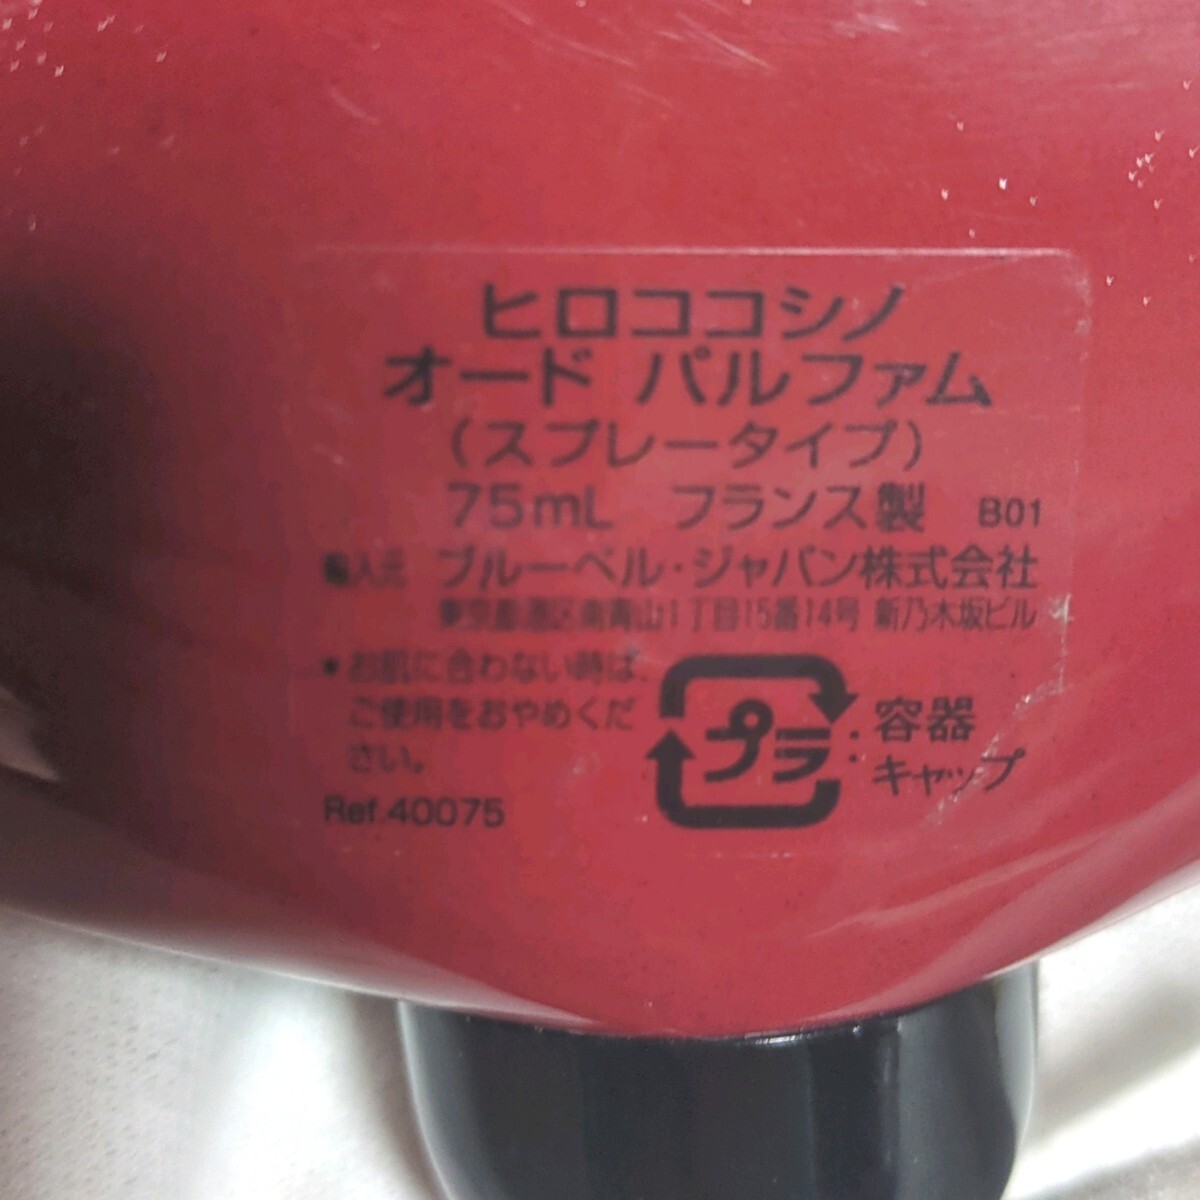 ヒロココシノ
オード パルファム
（スプレータイプ）
75mL フランス製 B01
輸入元 ブルーベル・ジャパン株式会社
東京都港区南青山1丁目15番14号 新乃木坂ビル
＊お肌に合わない時は、
ご使用をおやめくだ
さい。
Ref.40075
プラ：容器
キャップ